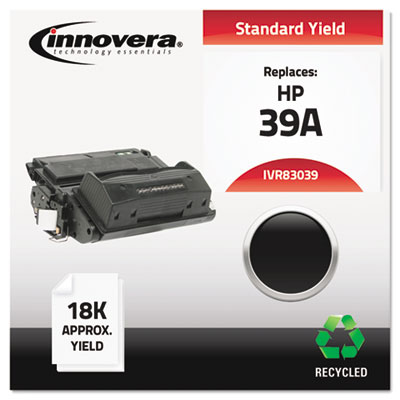 innovera
technology essentials
Standard Yield
Replaces:
HP
39A
IVR83039
18K
APPROX.
YIELD
RECYCLED